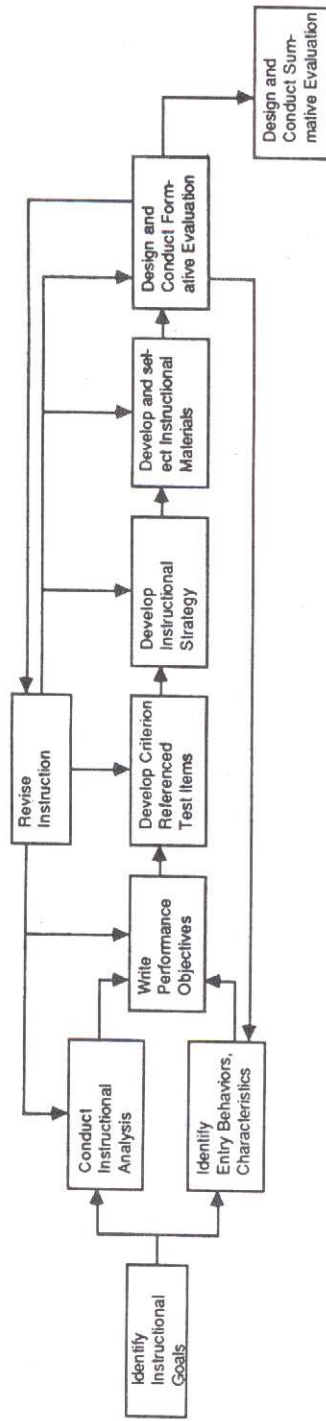 Identify
Instructional
Goals
Conduct
Instructional
Analysis
Identify
Entry Behaviors,
Characteristics
Write
Performance
Objectives
Revise
Instruction
Develop Criterion
Referenced
Test Items
Develop
Instructional
Strategy
Develop and sel-
ect Instructional
Materials
Design and
Conduct Form-
ative Evaluation
Design and
Conduct Sum-
mative Evaluation